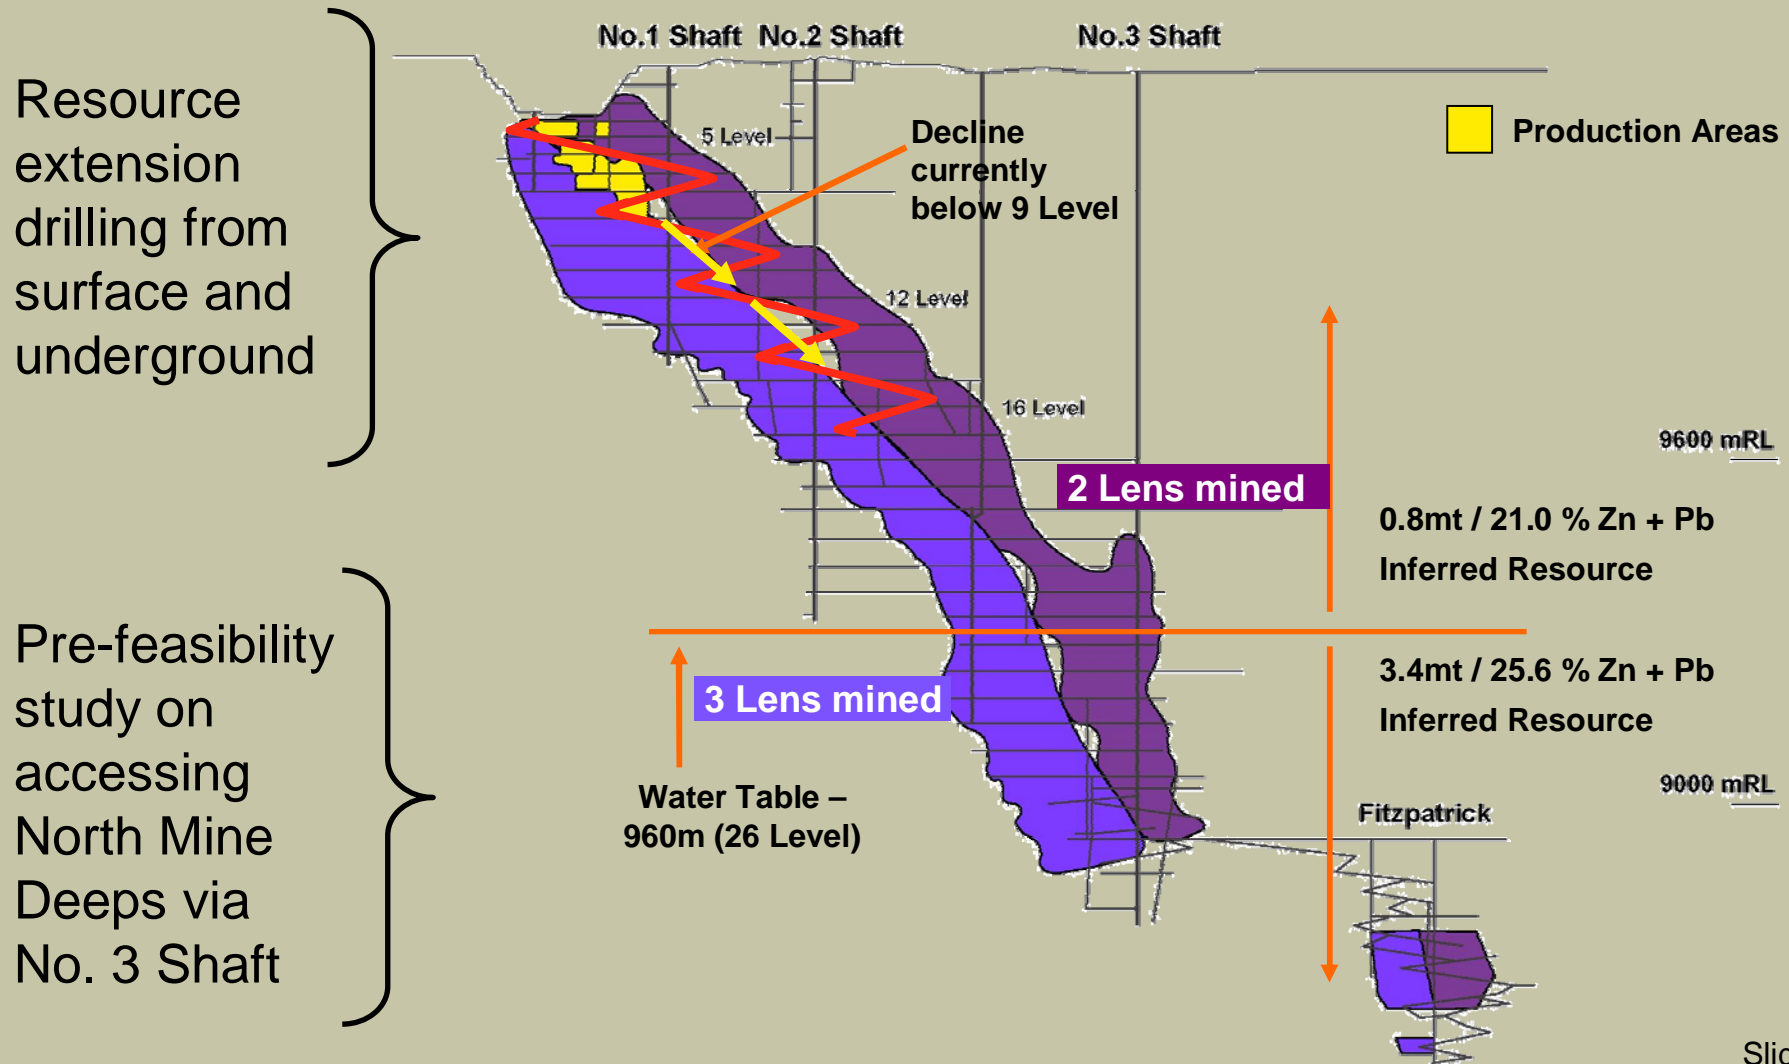 Resource
extension
drilling from
surface and
underground
Pre-feasibility
study on
accessing
North Mine
Deeps via
No. 3 Shaft
No.1 Shaft
No.2 Shaft
No.3 Shaft
5 Level
Decline
currently
below 9 Level
Production Areas
12 Level
16 Level
9600 mRL
2 Lens mined
0.8mt / 21.0 % Zn + Pb
Inferred Resource
3.4mt / 25.6 % Zn + Pb
Inferred Resource
3 Lens mined
Water Table –
960m (26 Level)
9000 mRL
Fitzpatrick